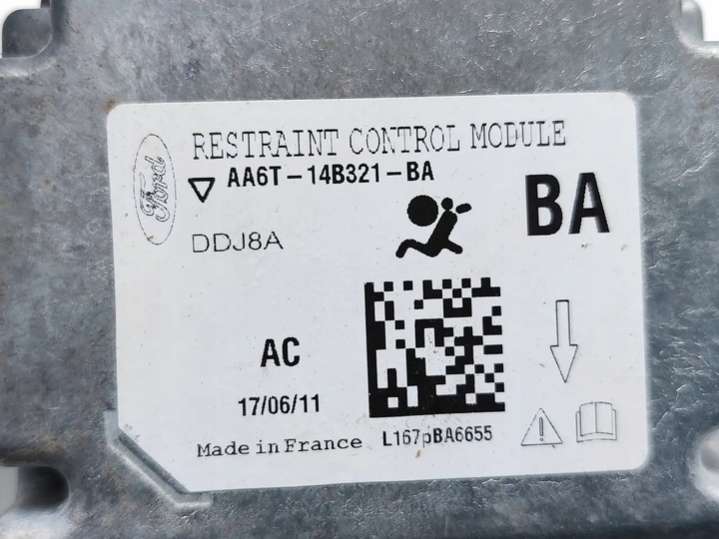 Ford
RESTRAINT CONTROL MODULE
AA6T-14B321-BA
BA
DDJ8A
AC
17/06/11
Made in France
L167pBA6655